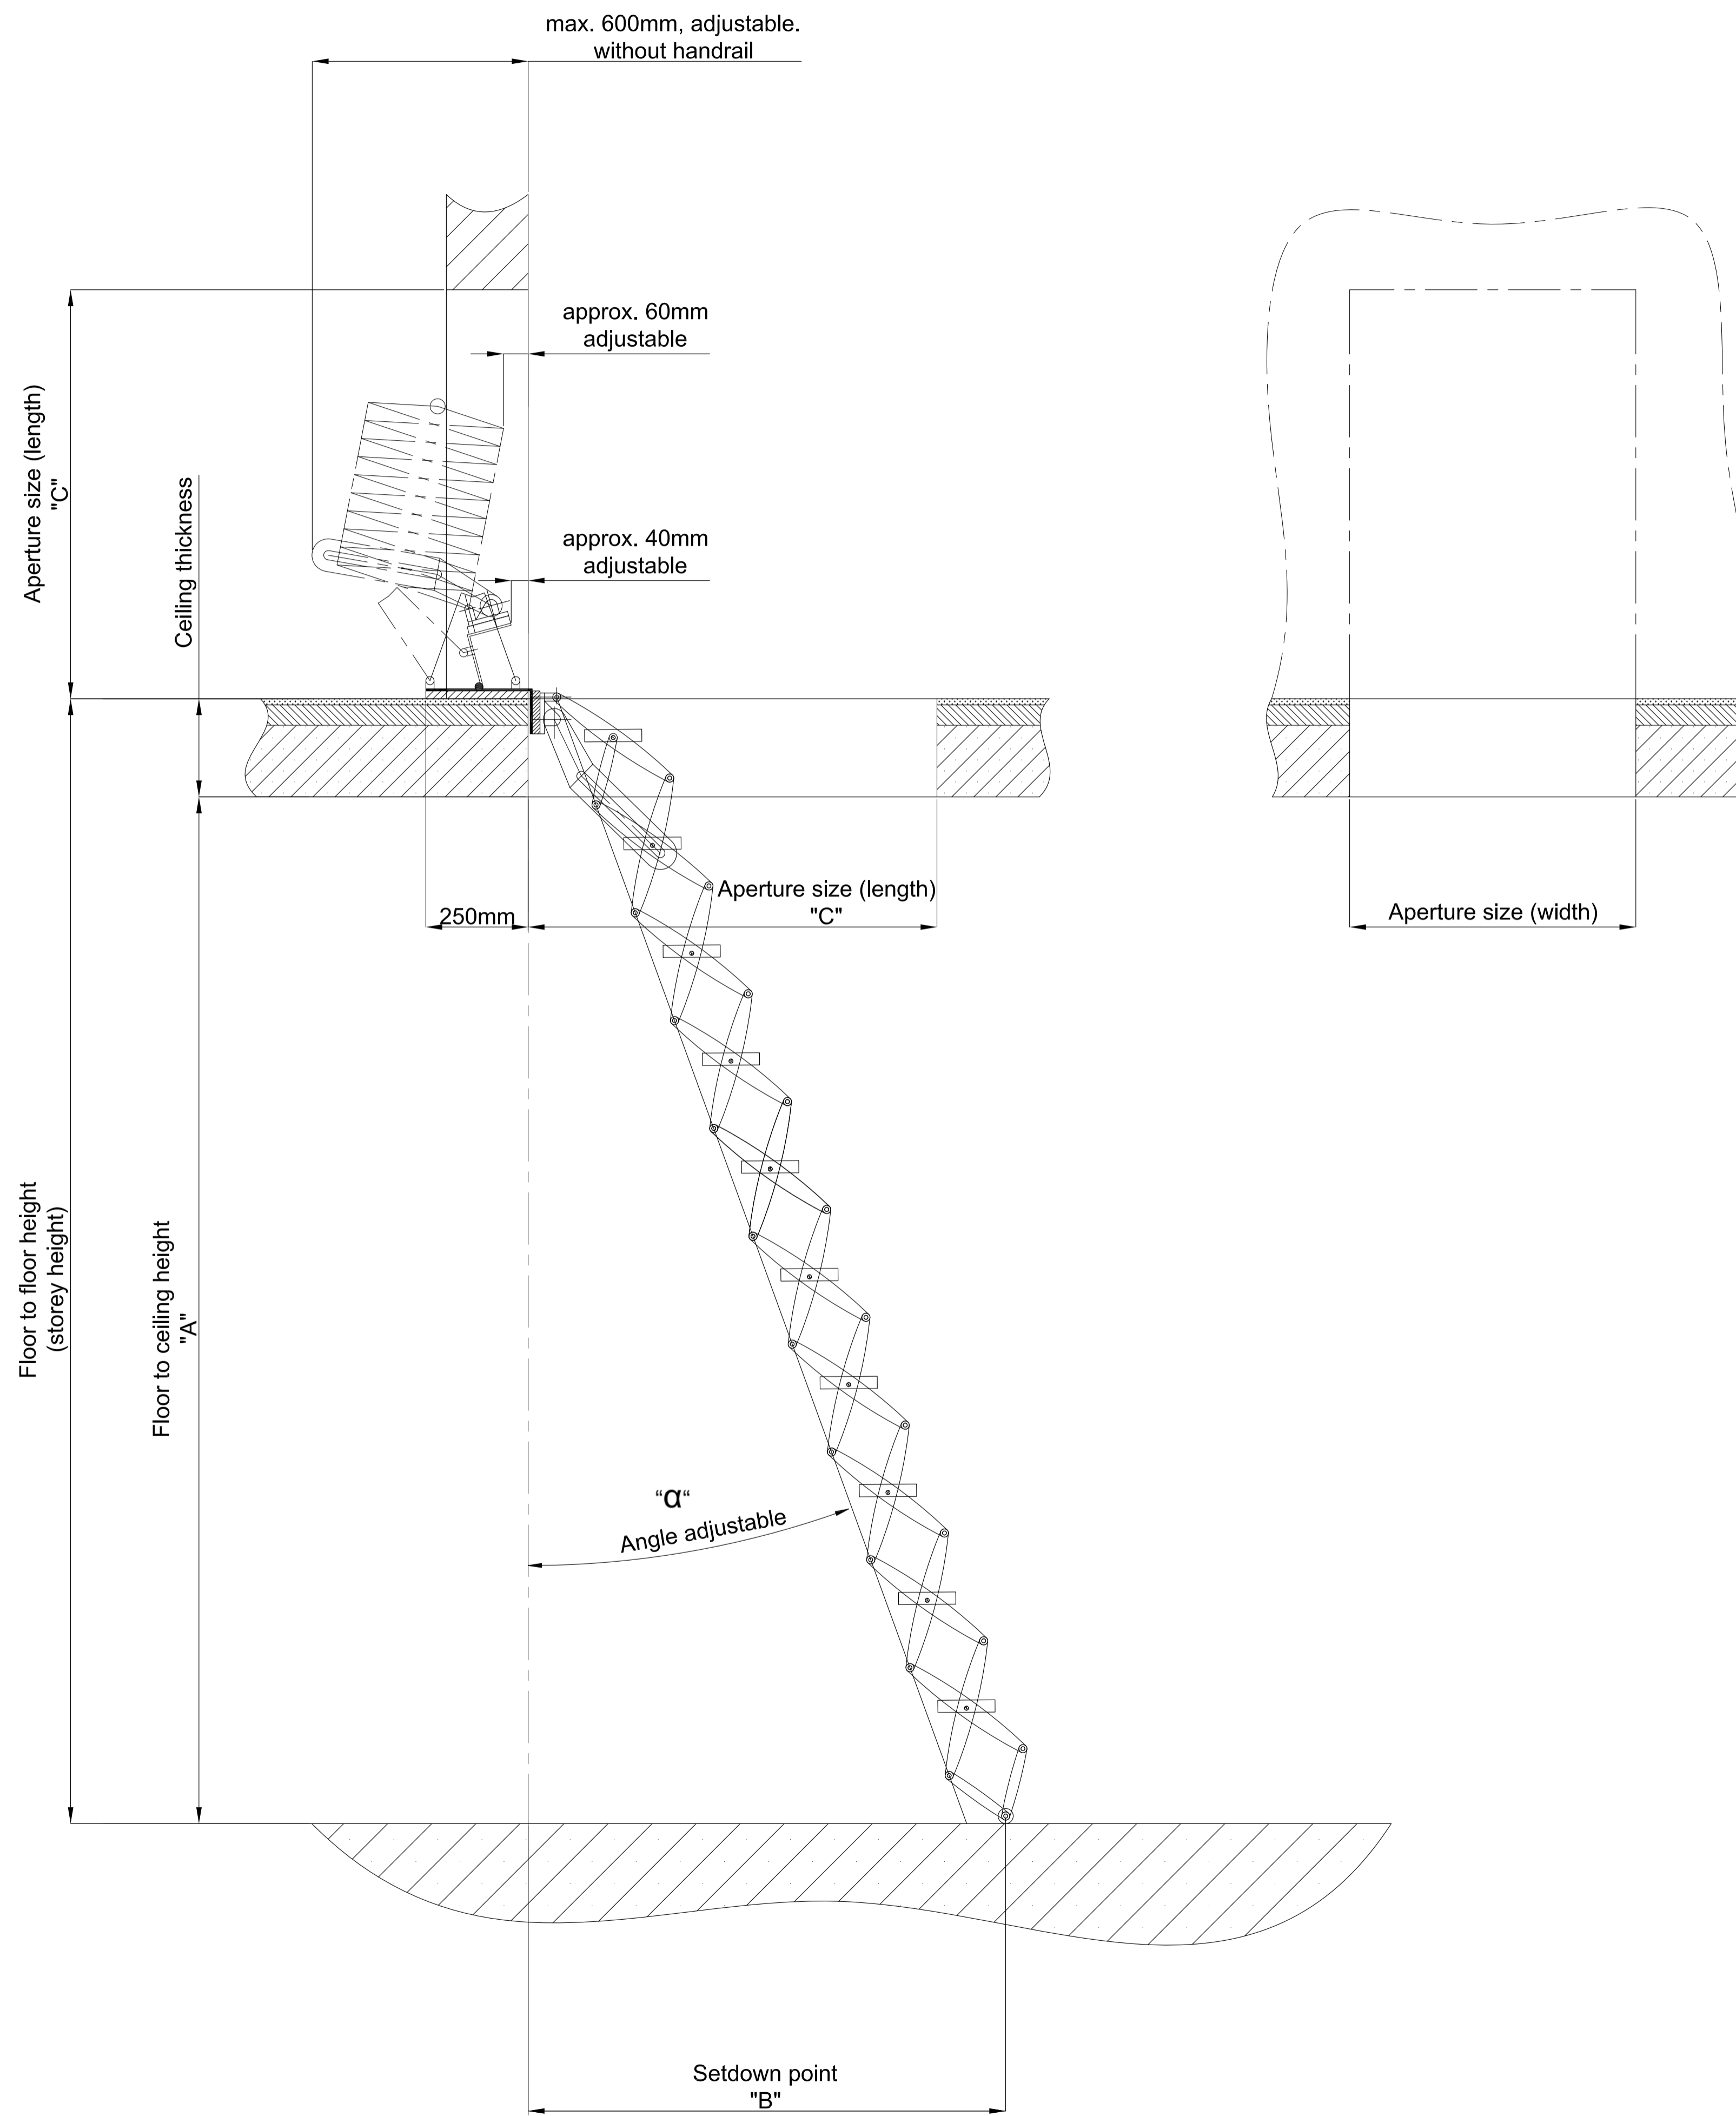 max. 600mm, adjustable.
without handrail
approx. 60mm
adjustable
Aperture size (length)
"C"
Ceiling thickness
approx. 40mm
adjustable
250mm
Aperture size (length)
"C"
Aperture size (width)
Floor to floor height
(storey height)
Floor to ceiling height
"A"
“α“
Angle adjustable
Setdown point
"B"